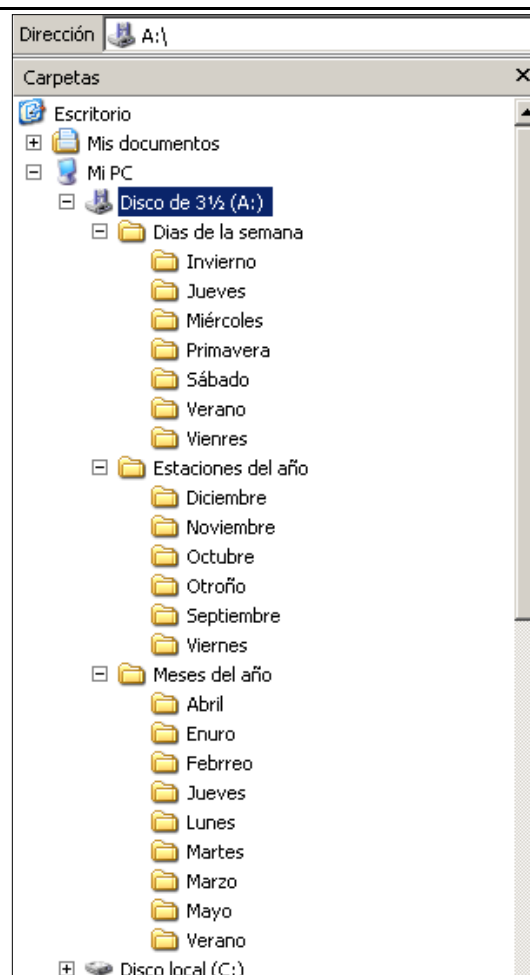 Dirección A:\
Carpetas
Escritorio
Mis documentos
Mi PC
Disco de 3½ (A:)
Dias de la semana
Invierno
Jueves
Miércoles
Primavera
Sábado
Verano
Vienres
Estaciones del año
Diciembre
Noviembre
Octubre
Otroño
Septiembre
Viernes
Meses del año
Abril
Enuro
Febrreo
Jueves
Lunes
Martes
Marzo
Mayo
Verano
Disco local (C:)